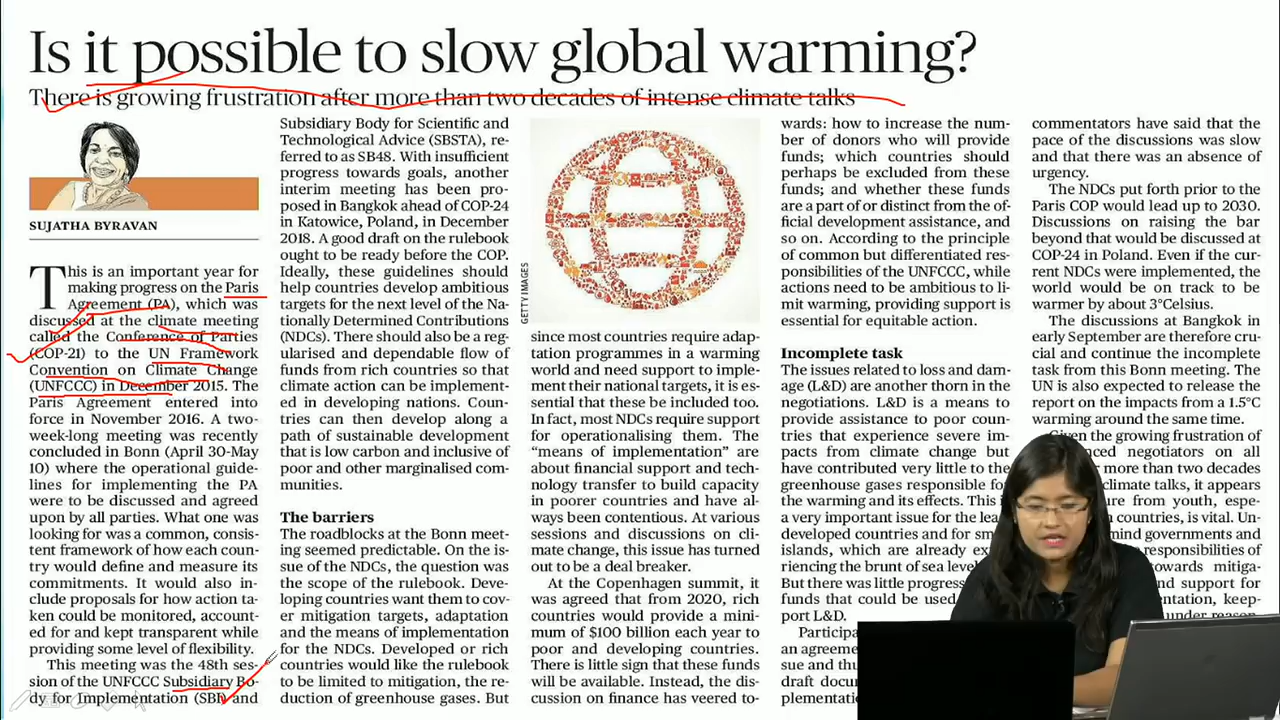 Is it possible to slow global warming?
There is growing frustration after more than two decades of intense climate talks
SUJATHA BYRAVAN
This is an important year for
making progress on the Paris
Agreement (PA), which was
discussed at the climate meeting
called the Conference of Parties
(COP-21) to the UN Framework
Convention on Climate Change
(UNFCCC) in December 2015. The
Paris Agreement entered into
force in November 2016. A two-
week-long meeting was recently
concluded in Bonn (April 30-May
10) where the operational guide-
lines for implementing the PA
were to be discussed and agreed
upon by all parties. What one was
looking for was a common, consis-
tent framework of how each coun-
try would define and measure its
commitments. It would also in-
clude proposals for how action ta-
ken could be monitored, account-
ed for and kept transparent while
providing some level of flexibility.
This meeting was the 48th ses-
sion of the UNFCCC Subsidiary Bo-
dy for Implementation (SBI) and
Subsidiary Body for Scientific and
Technological Advice (SBSTA), re-
ferred to as SB48. With insufficient
progress towards goals, another
interim meeting has been pro-
posed in Bangkok ahead of COP-24
in Katowice, Poland, in December
2018. A good draft on the rulebook
ought to be ready before the COP.
Ideally, these guidelines should
help countries develop ambitious
targets for the next level of the Na-
tionally Determined Contributions
(NDCs). There should also be a reg-
ularised and dependable flow of
funds from rich countries so that
climate action can be implement-
ed in developing nations. Coun-
tries can then develop along a
path of sustainable development
that is low carbon and inclusive of
poor and other marginalised com-
munities.
The barriers
The roadblocks at the Bonn meet-
ing seemed predictable. On the is-
sue of the NDCs, the question was
the scope of the rulebook. Deve-
loping countries want them to cov-
er mitigation targets, adaptation
and the means of implementation
for the NDCs. Developed or rich
countries would like the rulebook
to be limited to mitigation, the re-
duction of greenhouse gases. But
GETTY IMAGES
since most countries require adap-
tation programmes in a warming
world and need support to imple-
ment their national targets, it is es-
sential that these be included too.
In fact, most NDCs require support
for operationalising them. The
“means of implementation” are
about financial support and tech-
nology transfer to build capacity
in poorer countries and have al-
ways been contentious. At various
sessions and discussions on cli-
mate change, this issue has turned
out to be a deal breaker.
At the Copenhagen summit, it
was agreed that from 2020, rich
countries would provide a mini-
mum of $100 billion each year to
poor and developing countries.
There is little sign that these funds
will be available. Instead, the dis-
cussion on finance has veered to-
wards: how to increase the num-
ber of donors who will provide
funds; which countries should
perhaps be excluded from these
funds; and whether these funds
are a part of or distinct from the of-
ficial development assistance, and
so on. According to the principle
of common but differentiated res-
ponsibilities of the UNFCCC, while
actions need to be ambitious to li-
mit warming, providing support is
essential for equitable action.
Incomplete task
The issues related to loss and dam-
age (L&D) are another thorn in the
negotiations. L&D is a means to
provide assistance to poor coun-
tries that experience severe im-
pacts from climate change but
have contributed very little to the
greenhouse gases responsible for
the warming and its effects. This
a very important issue for the
developed countries and for
islands, which are already
riencing the brunt of sea
But there was little
funds that could be used
port L&D.
sue and
draft
commentators have said that the
pace of the discussions was slow
and that there was an absence of
urgency.
The NDCs put forth prior to the
Paris COP would lead up to 2030.
Discussions on raising the bar
beyond that would be discussed at
COP-24 in Poland. Even if the cur-
rent NDCs were implemented, the
world would be on track to be
warmer by about 3°Celsius.
The discussions at Bangkok in
early September are therefore cru-
cial and continue the incomplete
task from this Bonn meeting. The
UN is also expected to release the
report on the impacts from a 1.5°C
warming around the same time.
Given the growing frustration of
negotiators on all
more than two decades
climate talks, it appears
from youth, espe-
countries, is vital. Un-
governments and
responsibilities of
towards mitiga-
and support for
keep-
under